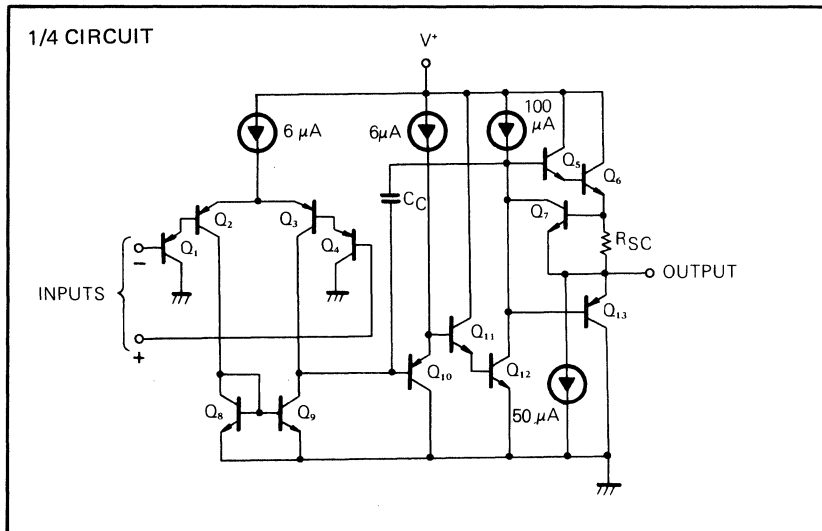 1/4 CIRCUIT
V+
6 μA
6μA
100
μA
Q5
Q6
CC
Q7
Q2
Q3
Q4
Q1
RSC
−
INPUTS
OUTPUT
+
Q11
Q13
Q10
Q12
Q8
Q9
50 μA